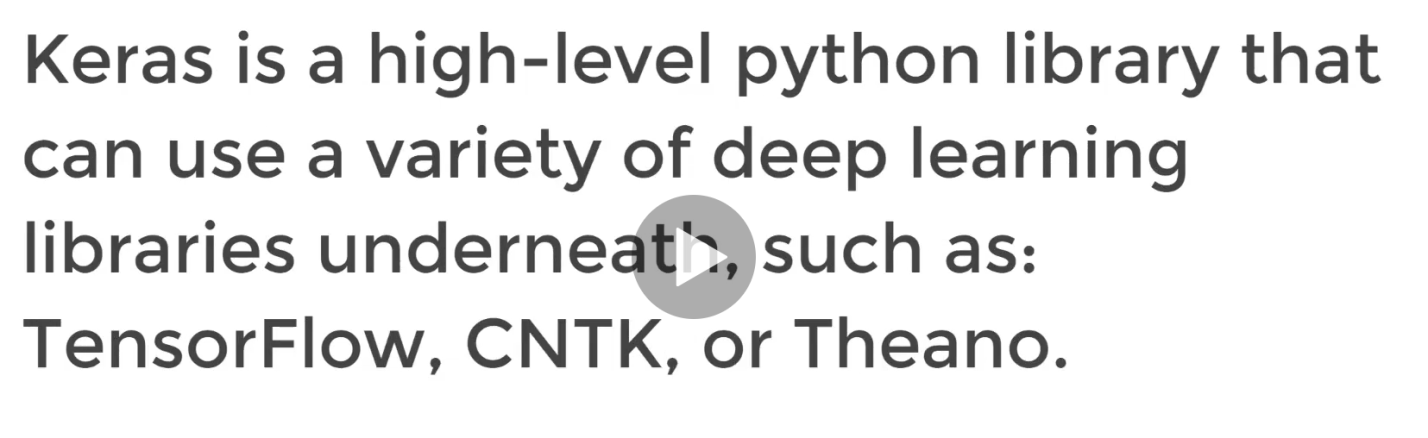 Keras is a high-level python library that
can use a variety of deep learning
libraries underneath, such as:
TensorFlow, CNTK, or Theano.